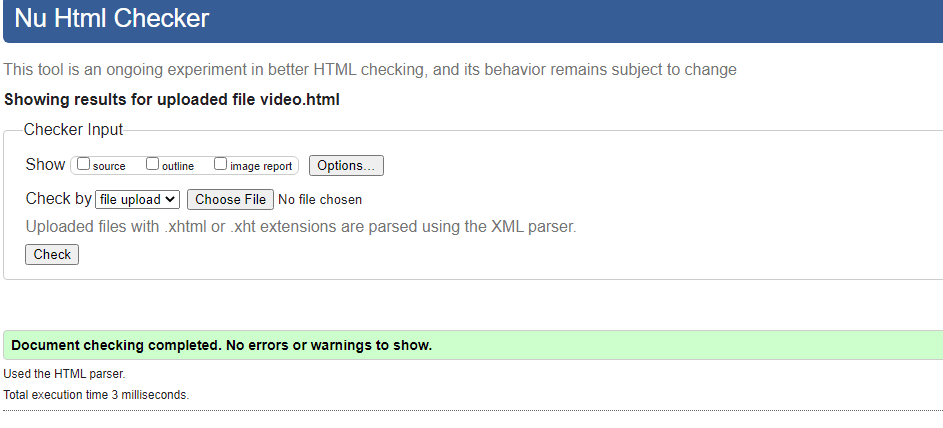 Nu Html Checker
This tool is an ongoing experiment in better HTML checking, and its behavior remains subject to change
Showing results for uploaded file video.html
Checker Input
Show source outline image report Options...
Check by file upload Choose File No file chosen
Uploaded files with .xhtml or .xht extensions are parsed using the XML parser.
Check
Document checking completed. No errors or warnings to show.
Used the HTML parser.
Total execution time 3 milliseconds.